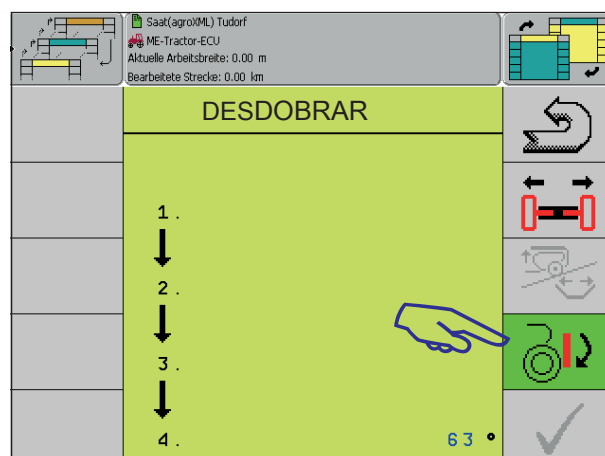 Saat(agroXML) Tudorf
ME-Tractor-ECU
Aktuelle Arbeitsbreite: 0.00 m
Bearbeitete Strecke: 0.00 km
DESDOBRAR
1.
2.
3.
4. 63 °